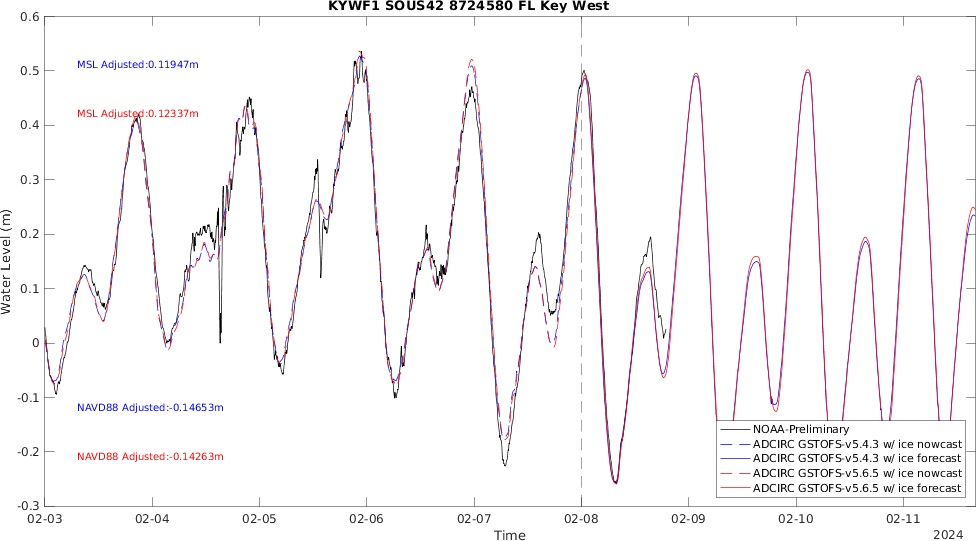 KYWF1 SOUS42 8724580 FL Key West
0.6
0.5
0.4
0.3
0.2
0.1
0
-0.1
-0.2
-0.3
Water Level (m)
MSL Adjusted:0.11947m
MSL Adjusted:0.12337m
NAVD88 Adjusted:-0.14653m
NAVD88 Adjusted:-0.14263m
NOAA-Preliminary
ADCIRC GSTOFS-v5.4.3 w/ ice nowcast
ADCIRC GSTOFS-v5.4.3 w/ ice forecast
ADCIRC GSTOFS-v5.6.5 w/ ice nowcast
ADCIRC GSTOFS-v5.6.5 w/ ice forecast
02-03 02-04 02-05 02-06 02-07 02-08 02-09 02-10 02-11
Time
2024